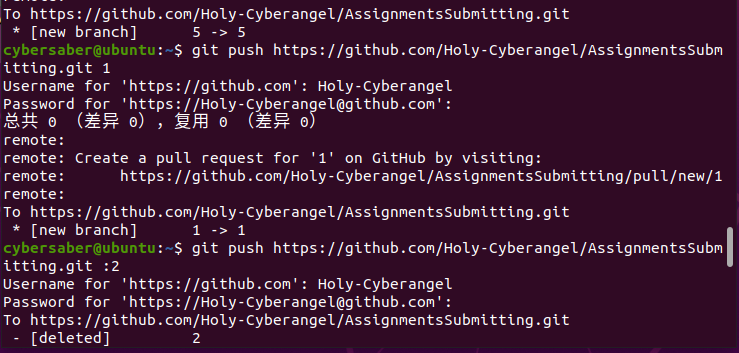 To https://github.com/Holy-Cyberangel/AssignmentsSubmitting.git
 * [new branch]      5 -> 5
cybersaber@ubuntu:~$ git push https://github.com/Holy-Cyberangel/AssignmentsSubm
itting.git 1
Username for 'https://github.com': Holy-Cyberangel
Password for 'https://Holy-Cyberangel@github.com':
总共 0 （差异 0），复用 0 （差异 0）
remote:
remote: Create a pull request for '1' on GitHub by visiting:
remote:      https://github.com/Holy-Cyberangel/AssignmentsSubmitting/pull/new/1
remote:
To https://github.com/Holy-Cyberangel/AssignmentsSubmitting.git
 * [new branch]      1 -> 1
cybersaber@ubuntu:~$ git push https://github.com/Holy-Cyberangel/AssignmentsSubm
itting.git :2
Username for 'https://github.com': Holy-Cyberangel
Password for 'https://Holy-Cyberangel@github.com':
To https://github.com/Holy-Cyberangel/AssignmentsSubmitting.git
 - [deleted]         2